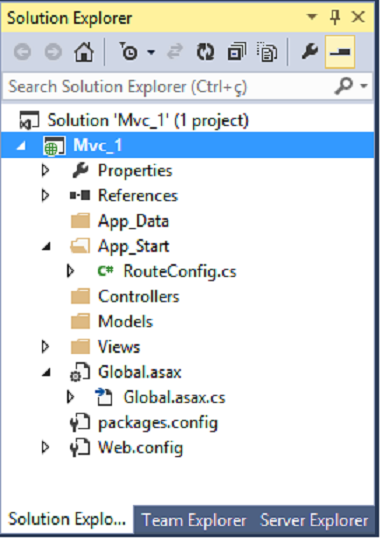 Solution Explorer
Search Solution Explorer (Ctrl+ç)
Solution 'Mvc_1' (1 project)
Mvc_1
Properties
References
App_Data
App_Start
C# RouteConfig.cs
Controllers
Models
Views
Global.asax
Global.asax.cs
packages.config
Web.config
Solution Explo... Team Explorer Server Explorer